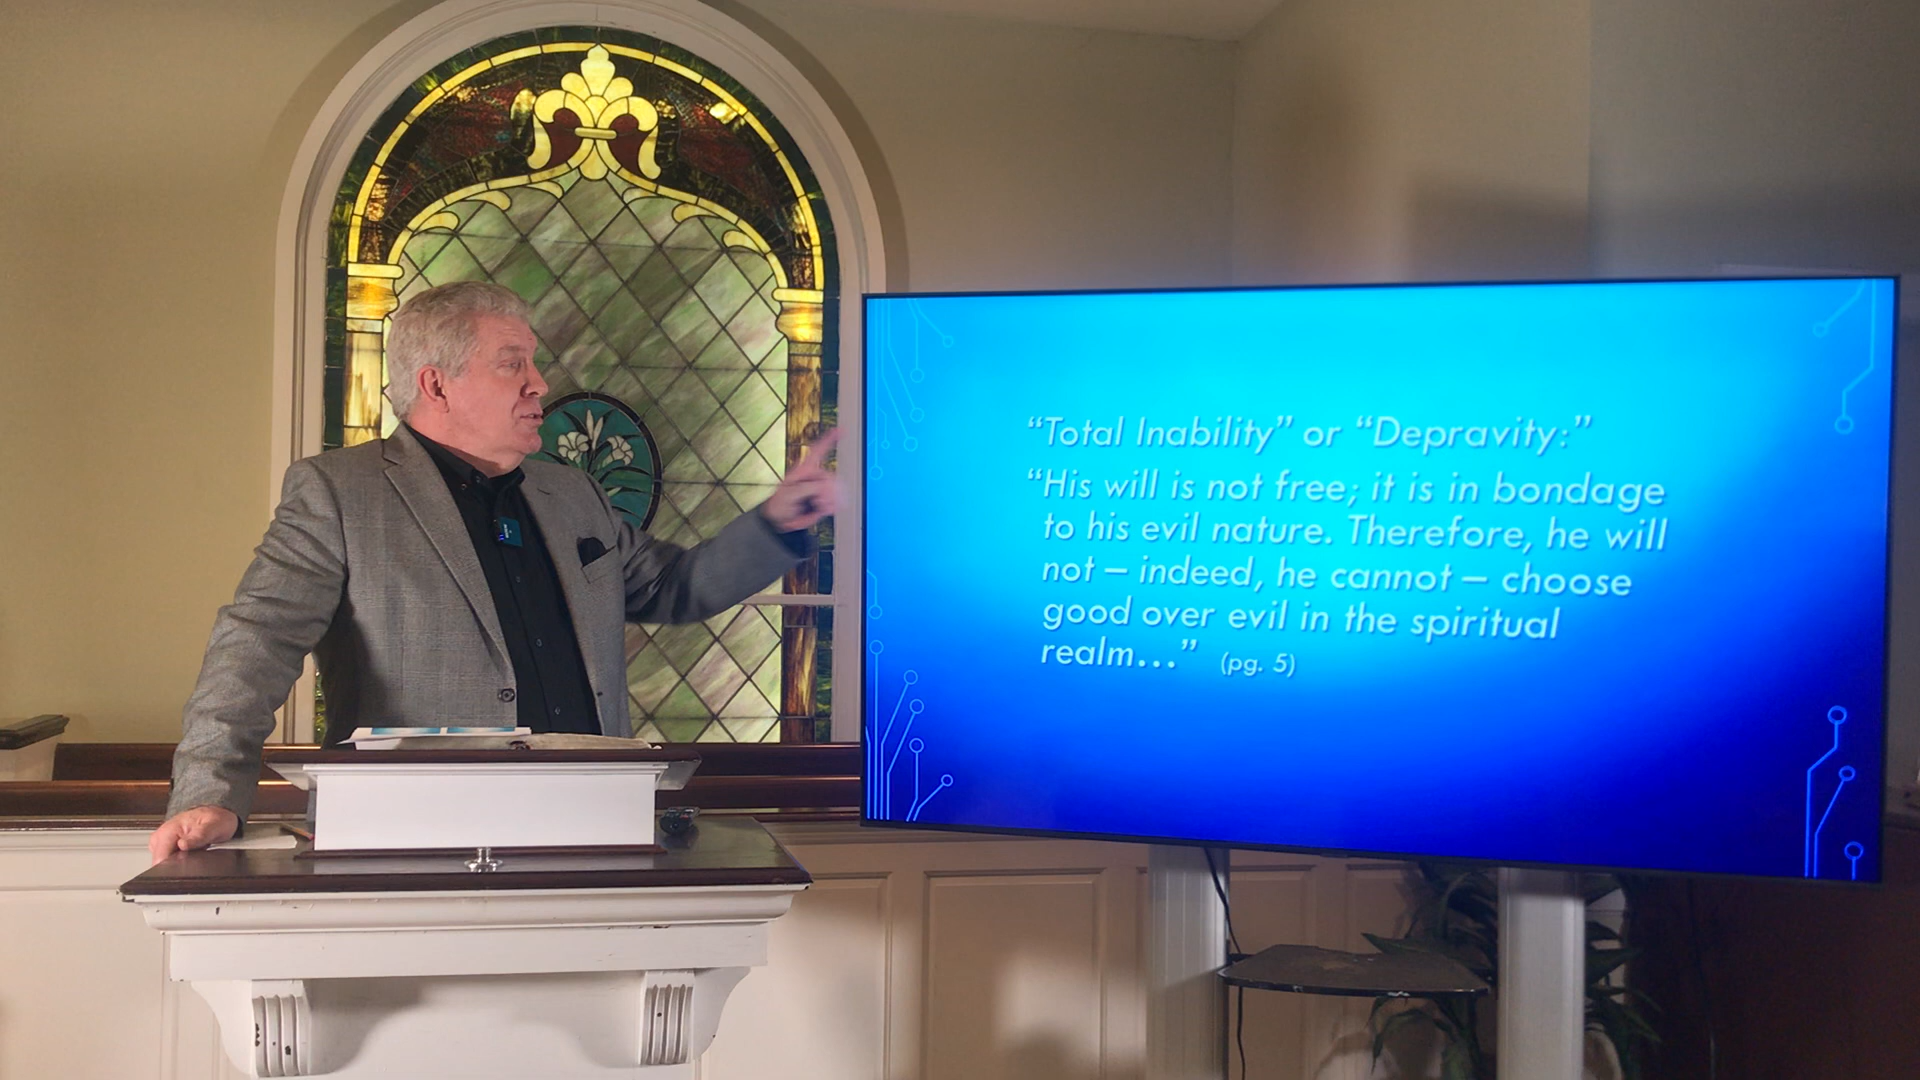 “Total Inability” or “Depravity:”
“His will is not free; it is in bondage
to his evil nature. Therefore, he will
not – indeed, he cannot – choose
good over evil in the spiritual
realm…” (pg. 5)